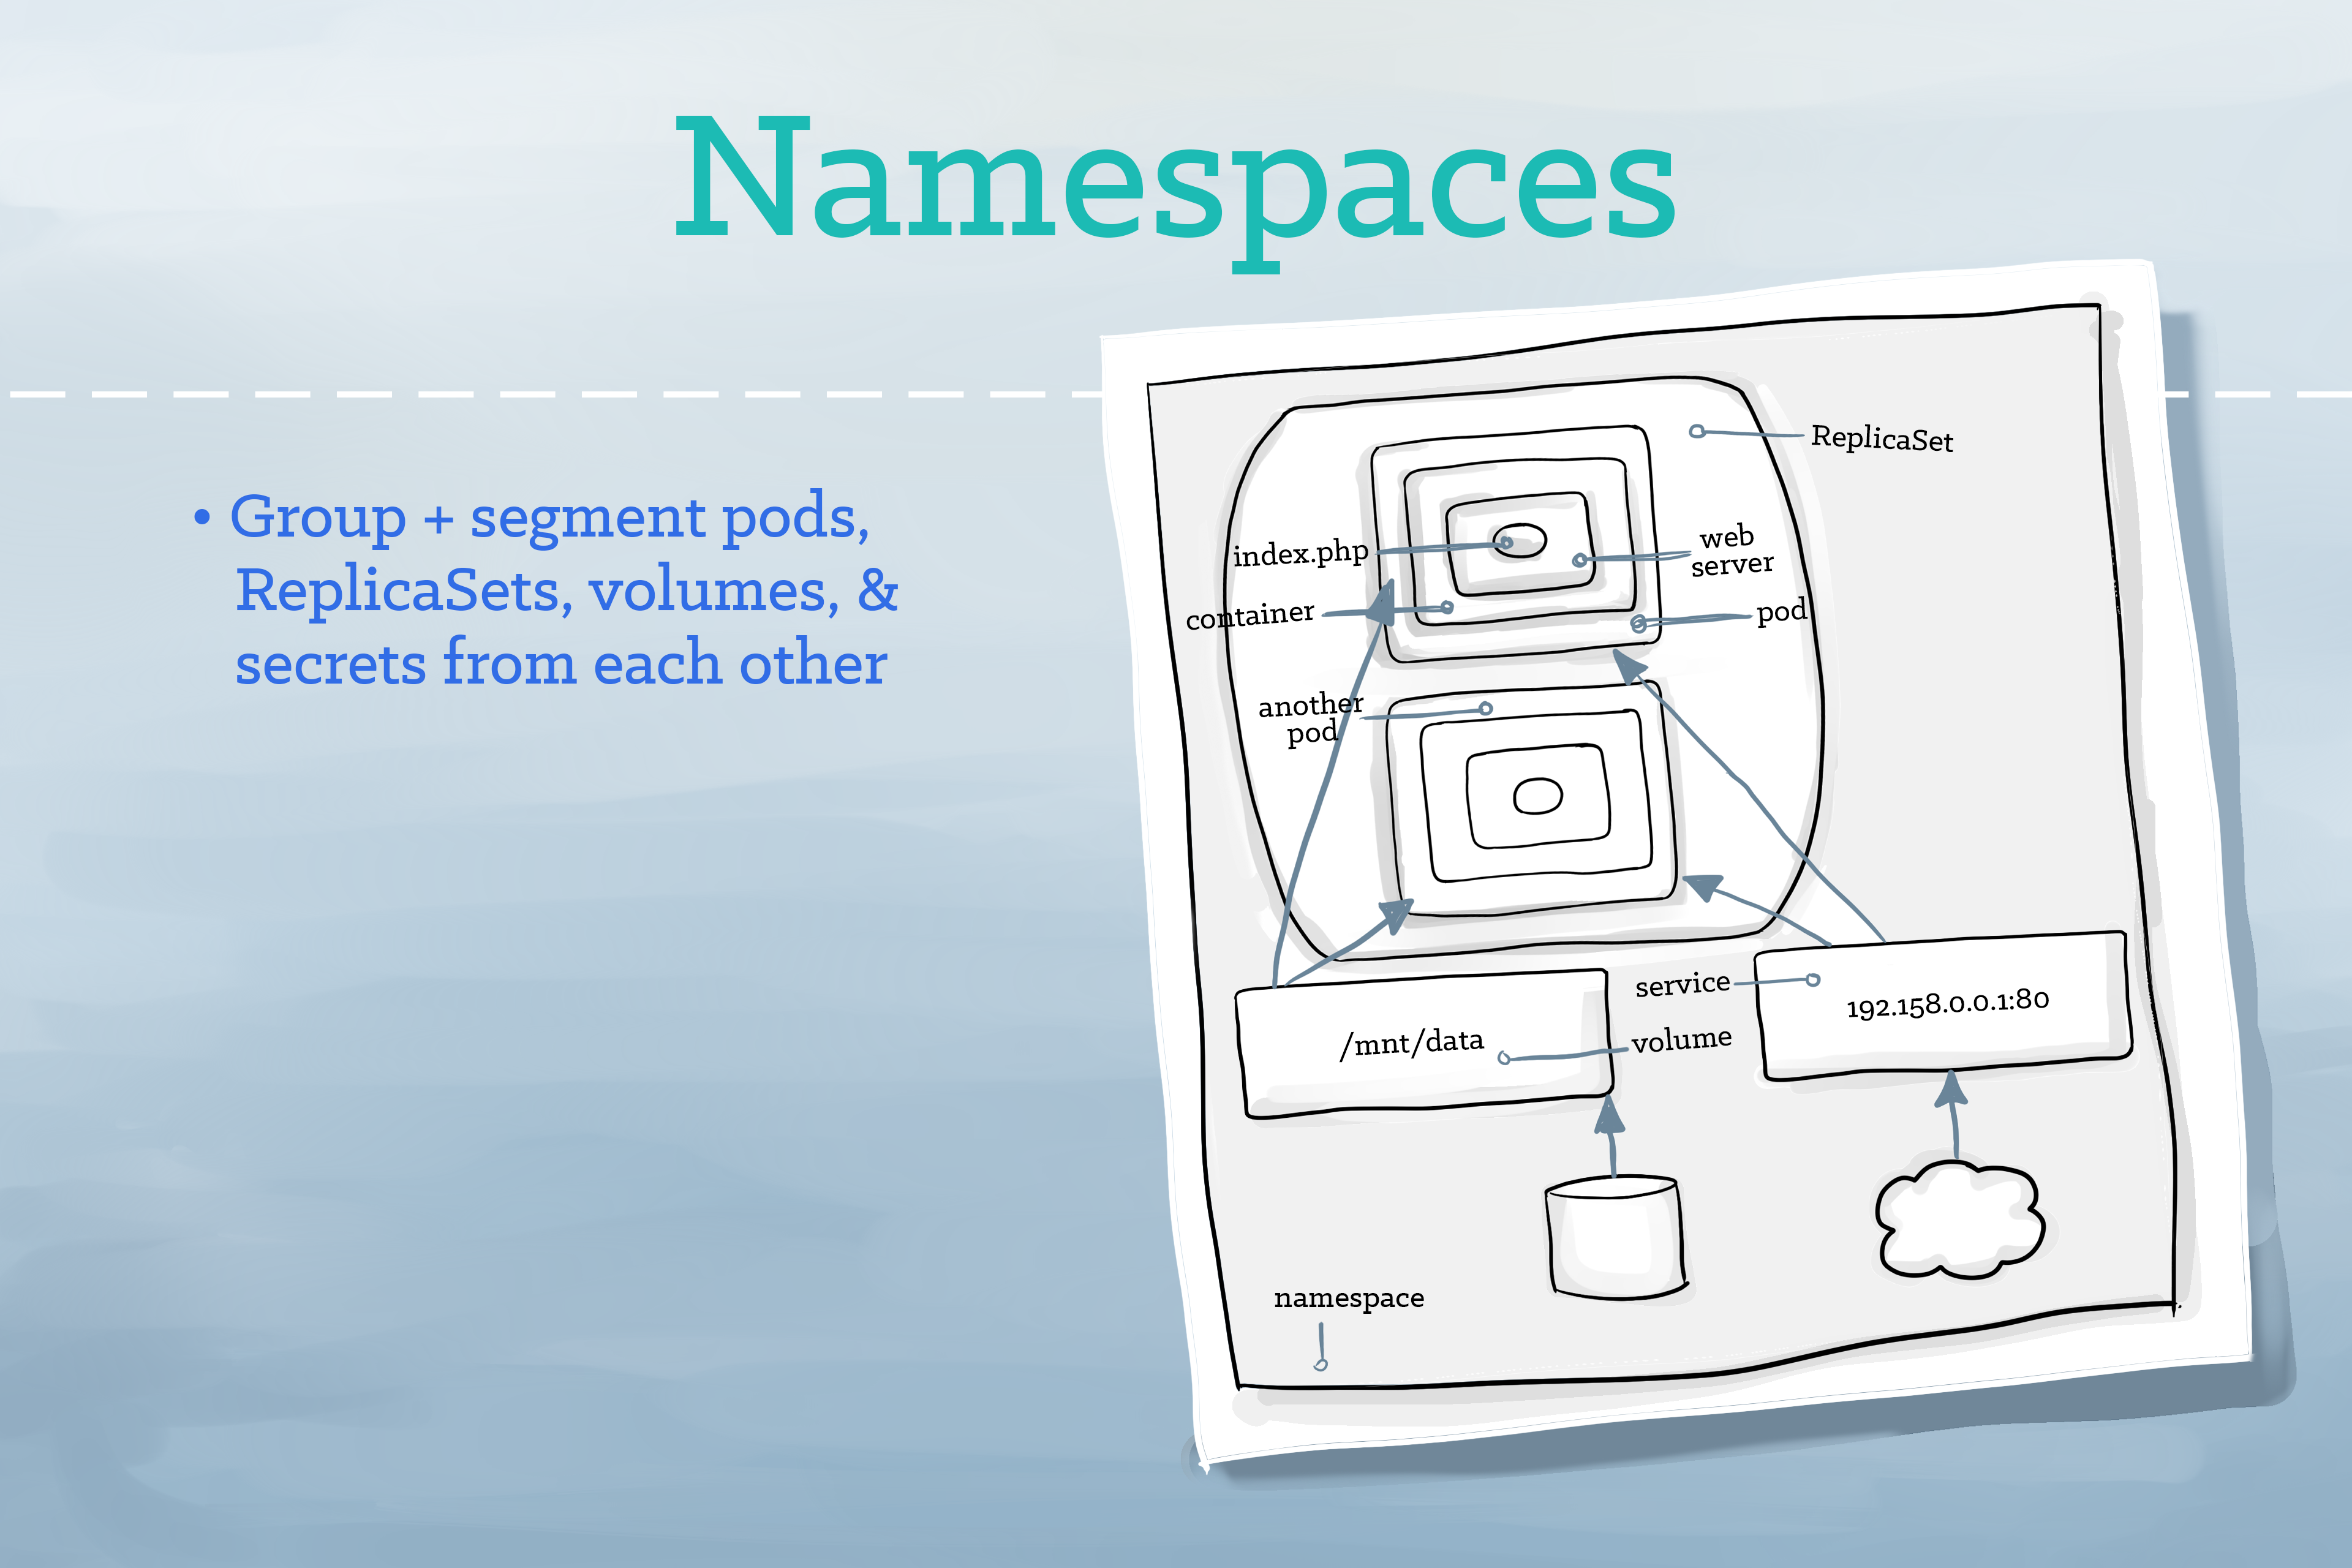 Namespaces
• Group + segment pods,
ReplicaSets, volumes, &
secrets from each other
ReplicaSet
index.php
web
server
container
pod
another
pod
service
192.158.0.0.1:80
/mnt/data
volume
namespace